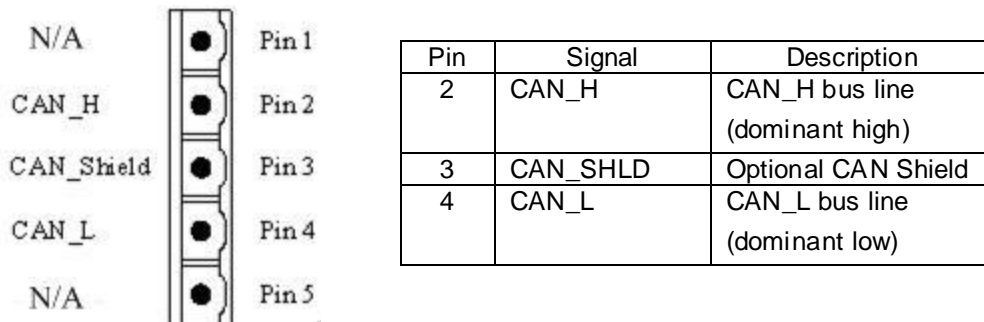 N/A Pin 1
CAN_H Pin 2
CAN_Shield Pin 3
CAN_L Pin 4
N/A Pin 5
Pin Signal Description
2 CAN_H CAN_H bus line
(dominant high)
3 CAN_SHLD Optional CAN Shield
4 CAN_L CAN_L bus line
(dominant low)